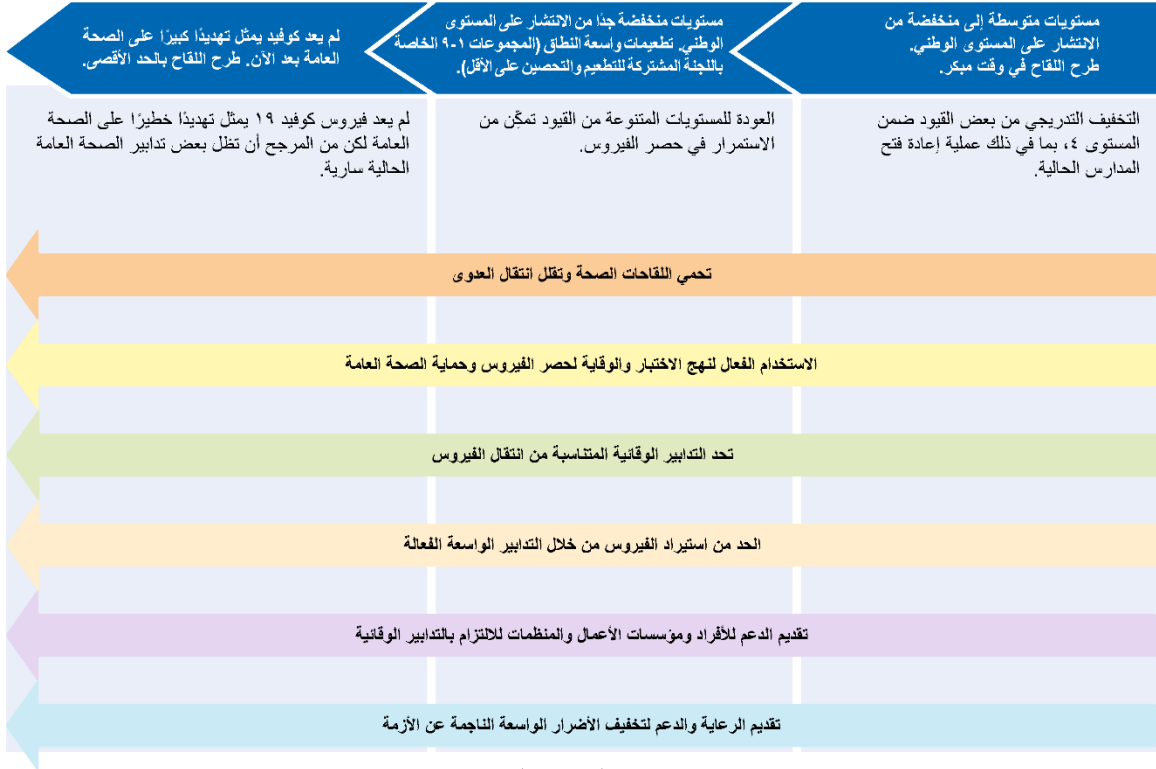 مستويات متوسطة إلى منخفضة من
الانتشار على المستوى الوطني.
طرح اللقاح في وقت مبكر.
مستويات منخفضة جدًا من الانتشار على المستوى
الوطني. تطعيمات واسعة النطاق (المجموعات ١-٩ الخاصة
باللجنة المشتركة للتطعيم والتحصين على الأقل).
لم يعد كوفيد يمثل تهديدًا كبيرًا على الصحة
العامة بعد الآن. طرح اللقاح بالحد الأقصى.
التخفيف التدريجي من بعض القيود ضمن
المستوى ٤، بما في ذلك عملية إعادة فتح
المدارس الحالية.
العودة للمستويات المتنوعة من القيود تمكِّن من
الاستمرار في حصر الفيروس.
لم يعد فيروس كوفيد ١٩ يمثل تهديدًا خطيرًا على الصحة
العامة لكن من المرجح أن تظل بعض تدابير الصحة العامة
الحالية سارية.
تحمي اللقاحات الصحة وتقلل انتقال العدوى
الاستخدام الفعال لنهج الاختبار والوقاية لحصر الفيروس وحماية الصحة العامة
تحد التدابير الوقائية المتناسبة من انتقال الفيروس
الحد من استيراد الفيروس من خلال التدابير الواسعة الفعالة
تقديم الدعم للأفراد ومؤسسات الأعمال والمنظمات للالتزام بالتدابير الوقائية
تقديم الرعاية والدعم لتخفيف الأضرار الواسعة الناجمة عن الأزمة